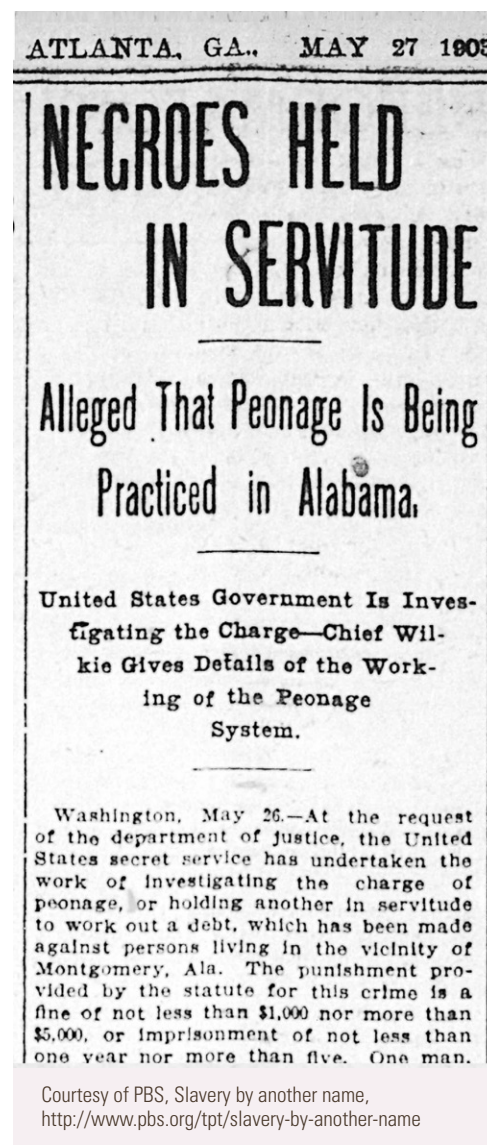 ATLANTA, GA., MAY 27 1903
NEGROES HELD
IN SERVITUDE
Alleged That Peonage Is Being
Practiced in Alabama.
United States Government Is Inves-
tigating the Charge—Chief Wil-
kie Gives Details of the Work-
ing of the Peonage
System.
Washington, May 26.—At the request
of the department of justice, the United
States secret service has undertaken the
work of investigating the charge of
peonage, or holding another in servitude
to work out a debt, which has been made
against persons living in the vicinity of
Montgomery, Ala. The punishment pro-
vided by the statute for this crime is a
fine of not less than $1,000 nor more than
$5,000, or imprisonment of not less than
one year nor more than five. One man,
Courtesy of PBS, Slavery by another name,
http://www.pbs.org/tpt/slavery-by-another-name